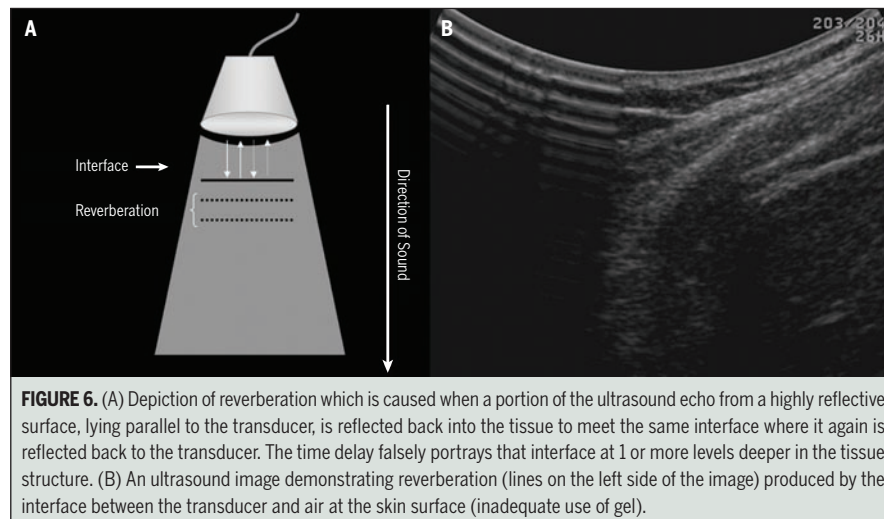 A
B
203/204
26H
Interface
Reverberation
Direction of Sound
FIGURE 6. (A) Depiction of reverberation which is caused when a portion of the ultrasound echo from a highly reflective
surface, lying parallel to the transducer, is reflected back into the tissue to meet the same interface where it again is
reflected back to the transducer. The time delay falsely portrays that interface at 1 or more levels deeper in the tissue
structure. (B) An ultrasound image demonstrating reverberation (lines on the left side of the image) produced by the
interface between the transducer and air at the skin surface (inadequate use of gel).